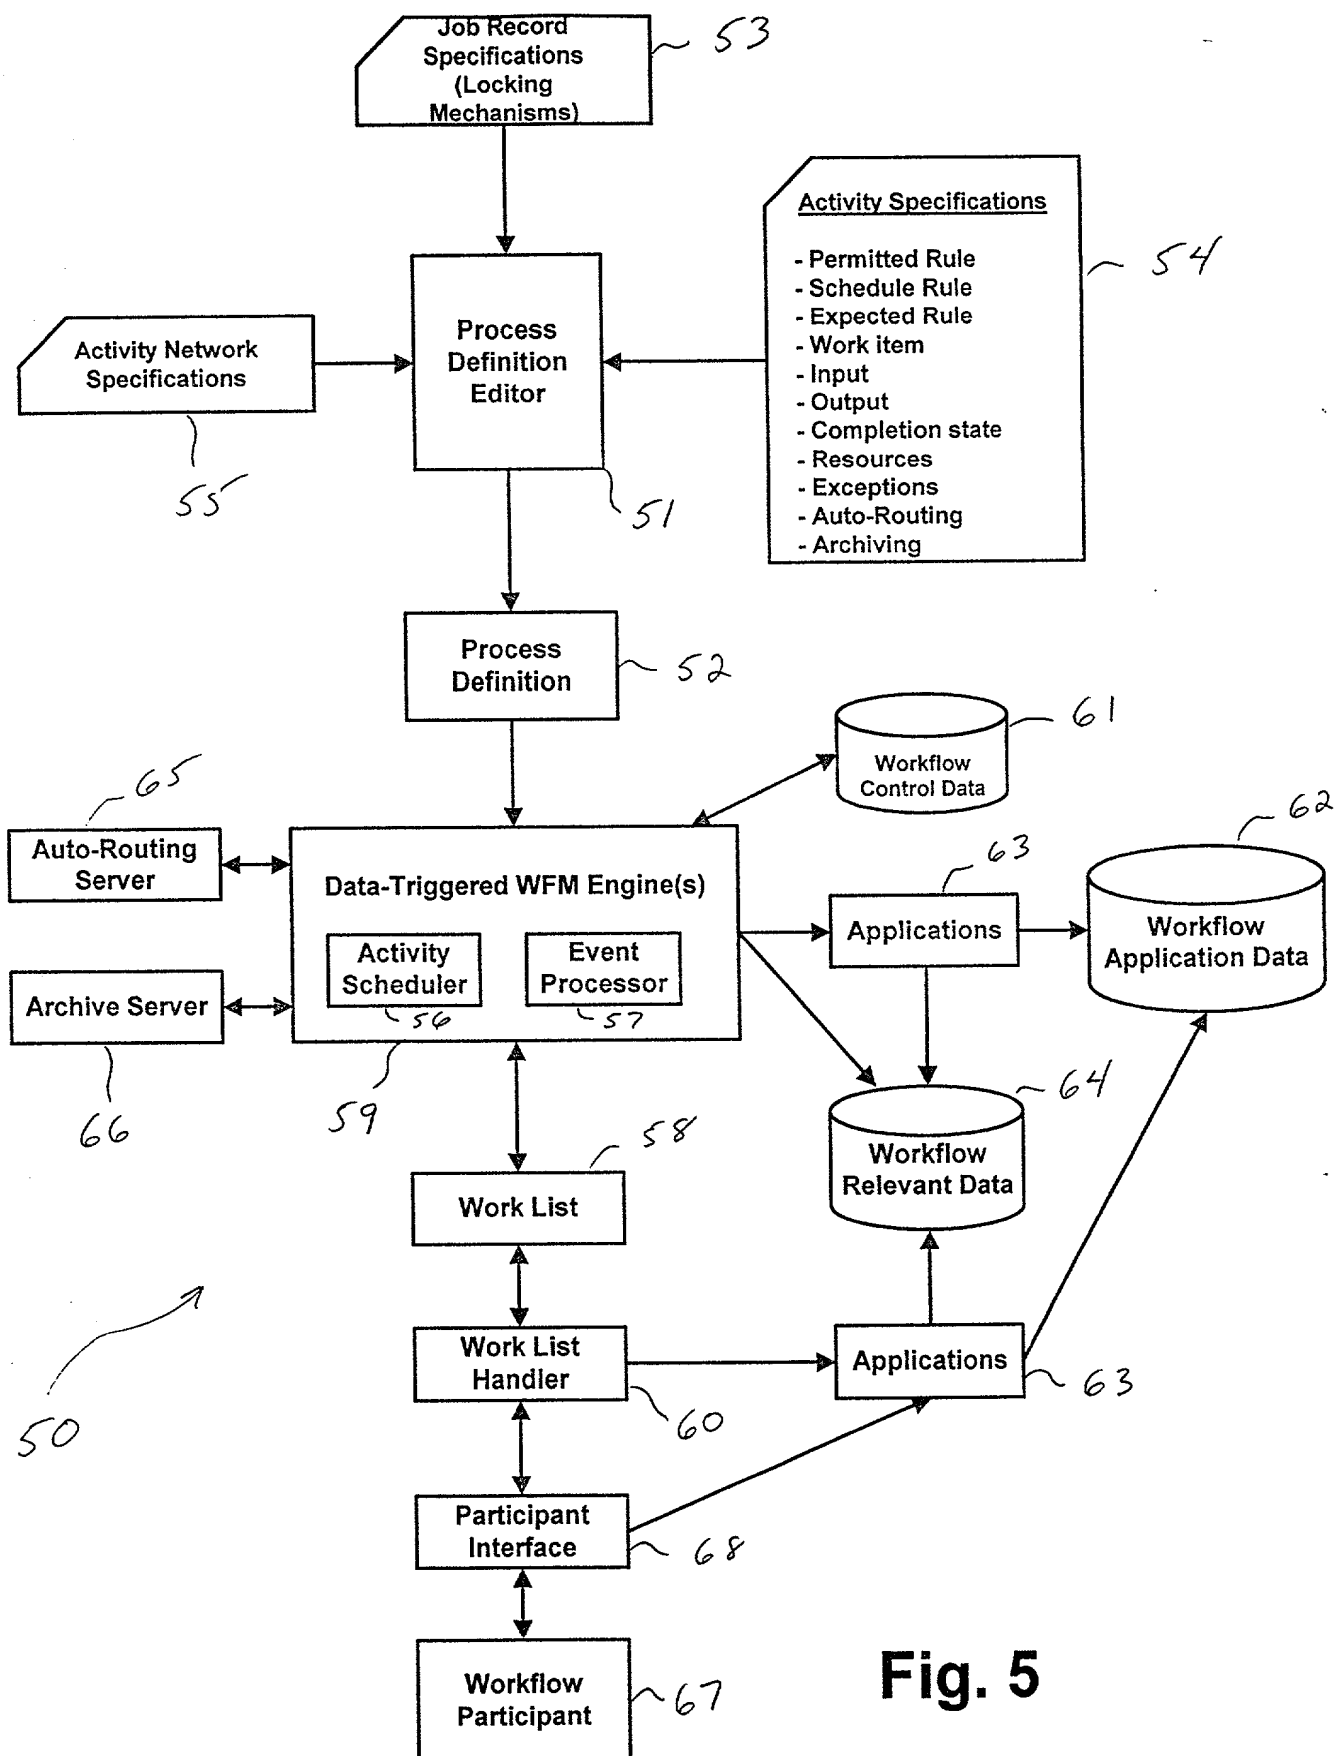 Job Record
Specifications
(Locking
Mechanisms)
53
Activity Specifications
- Permitted Rule
- Schedule Rule
- Expected Rule
- Work item
- Input
- Output
- Completion state
- Resources
- Exceptions
- Auto-Routing
- Archiving
54
Activity Network
Specifications
55
Process
Definition
Editor
51
Process
Definition
52
61
Workflow
Control Data
65
Auto-Routing
Server
Data-Triggered WFM Engine(s)
Activity
Scheduler
56
Event
Processor
57
59
63
Applications
62
Workflow
Application Data
Archive Server
66
64
Workflow
Relevant Data
58
Work List
50
Work List
Handler
60
Applications
63
Participant
Interface
68
Workflow
Participant
67
Fig. 5